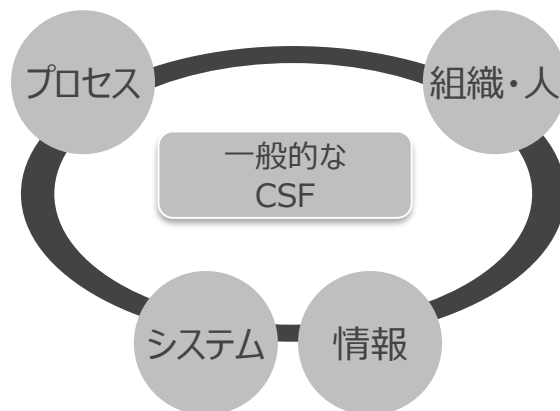 プロセス
組織・人
一般的な
CSF
システム
情報